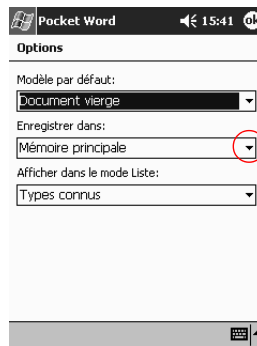 Pocket Word 15:41 ok
Options
Modèle par défaut:
Document vierge
Enregistrer dans:
Mémoire principale
Afficher dans le mode Liste:
Types connus